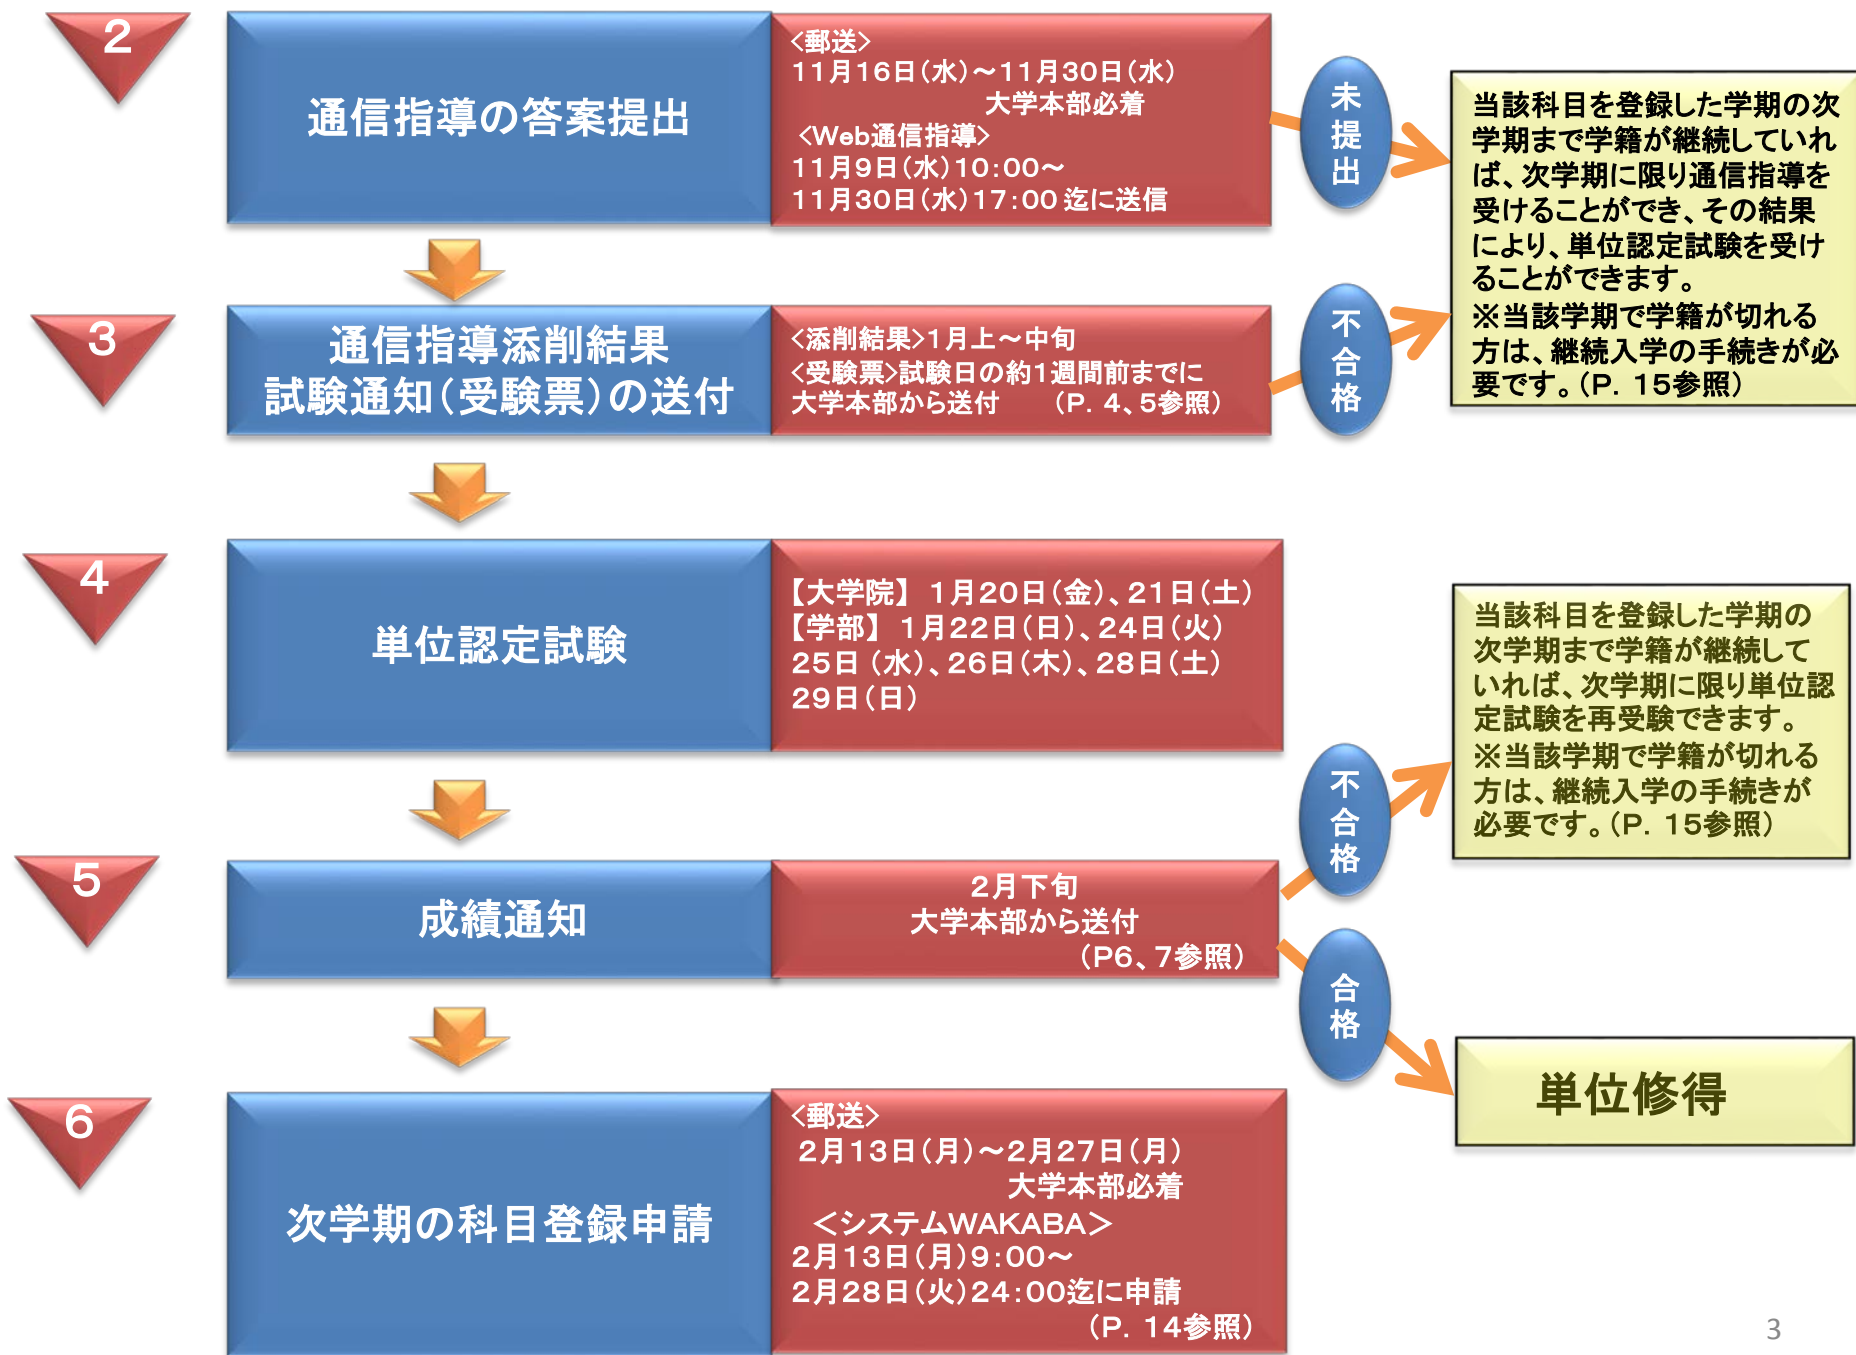 2
通信指導の答案提出
<郵送>
11月16日(水)~11月30日(水)
大学本部必着
<Web通信指導>
11月9日(水)10:00~
11月30日(水)17:00 迄に送信
未提出
当該科目を登録した学期の次
学期まで学籍が継続していれ
ば、次学期に限り通信指導を
受けることができ、その結果
により、単位認定試験を受け
ることができます。
※当該学期で学籍が切れる
方は、継続入学の手続きが必
要です。(P. 15参照)
3
通信指導添削結果
試験通知(受験票)の送付
<添削結果>1月上~中旬
<受験票>試験日の約1週間前までに
大学本部から送付 (P. 4、5参照)
不合格
4
単位認定試験
【大学院】 1月20日(金)、21日(土)
【学部】 1月22日(日)、24日(火)
25日 (水)、26日(木)、28日(土)
29日(日)
5
成績通知
2月下旬
大学本部から送付
(P6、7参照)
不合格
当該科目を登録した学期の
次学期まで学籍が継続して
いれば、次学期に限り単位認
定試験を再受験できます。
※当該学期で学籍が切れる
方は、継続入学の手続きが
必要です。(P. 15参照)
合格
単位修得
6
次学期の科目登録申請
<郵送>
2月13日(月)~2月27日(月)
大学本部必着
<システムWAKABA>
2月13日(月)9:00~
2月28日(火)24:00迄に申請
(P. 14参照)
3